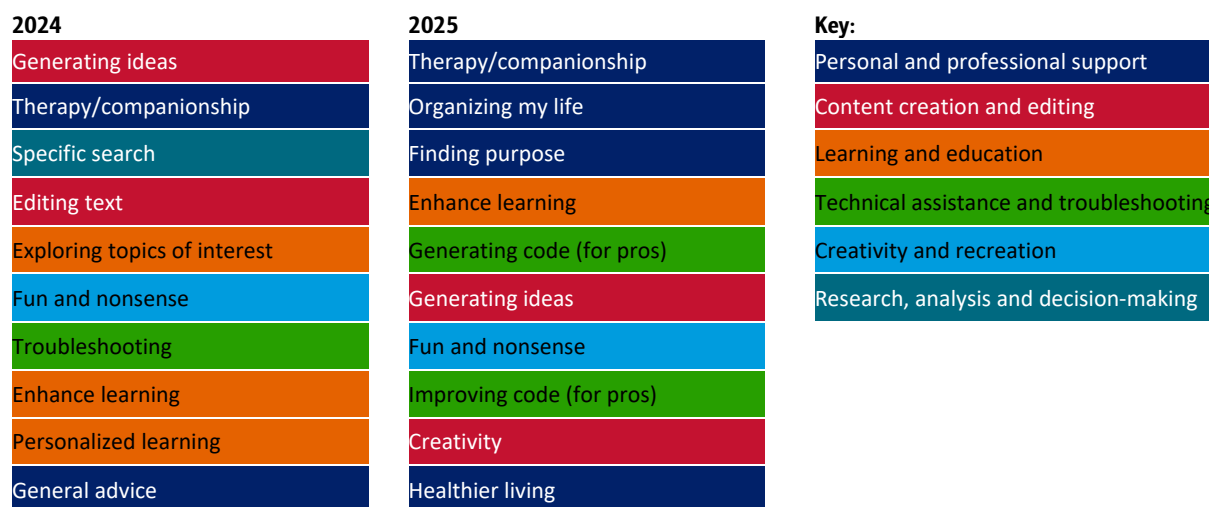 2024
Generating ideas
Therapy/companionship
Specific search
Editing text
Exploring topics of interest
Fun and nonsense
Troubleshooting
Enhance learning
Personalized learning
General advice
2025
Therapy/companionship
Organizing my life
Finding purpose
Enhance learning
Generating code (for pros)
Generating ideas
Fun and nonsense
Improving code (for pros)
Creativity
Healthier living
Key:
Personal and professional support
Content creation and editing
Learning and education
Technical assistance and troubleshooting
Creativity and recreation
Research, analysis and decision-making